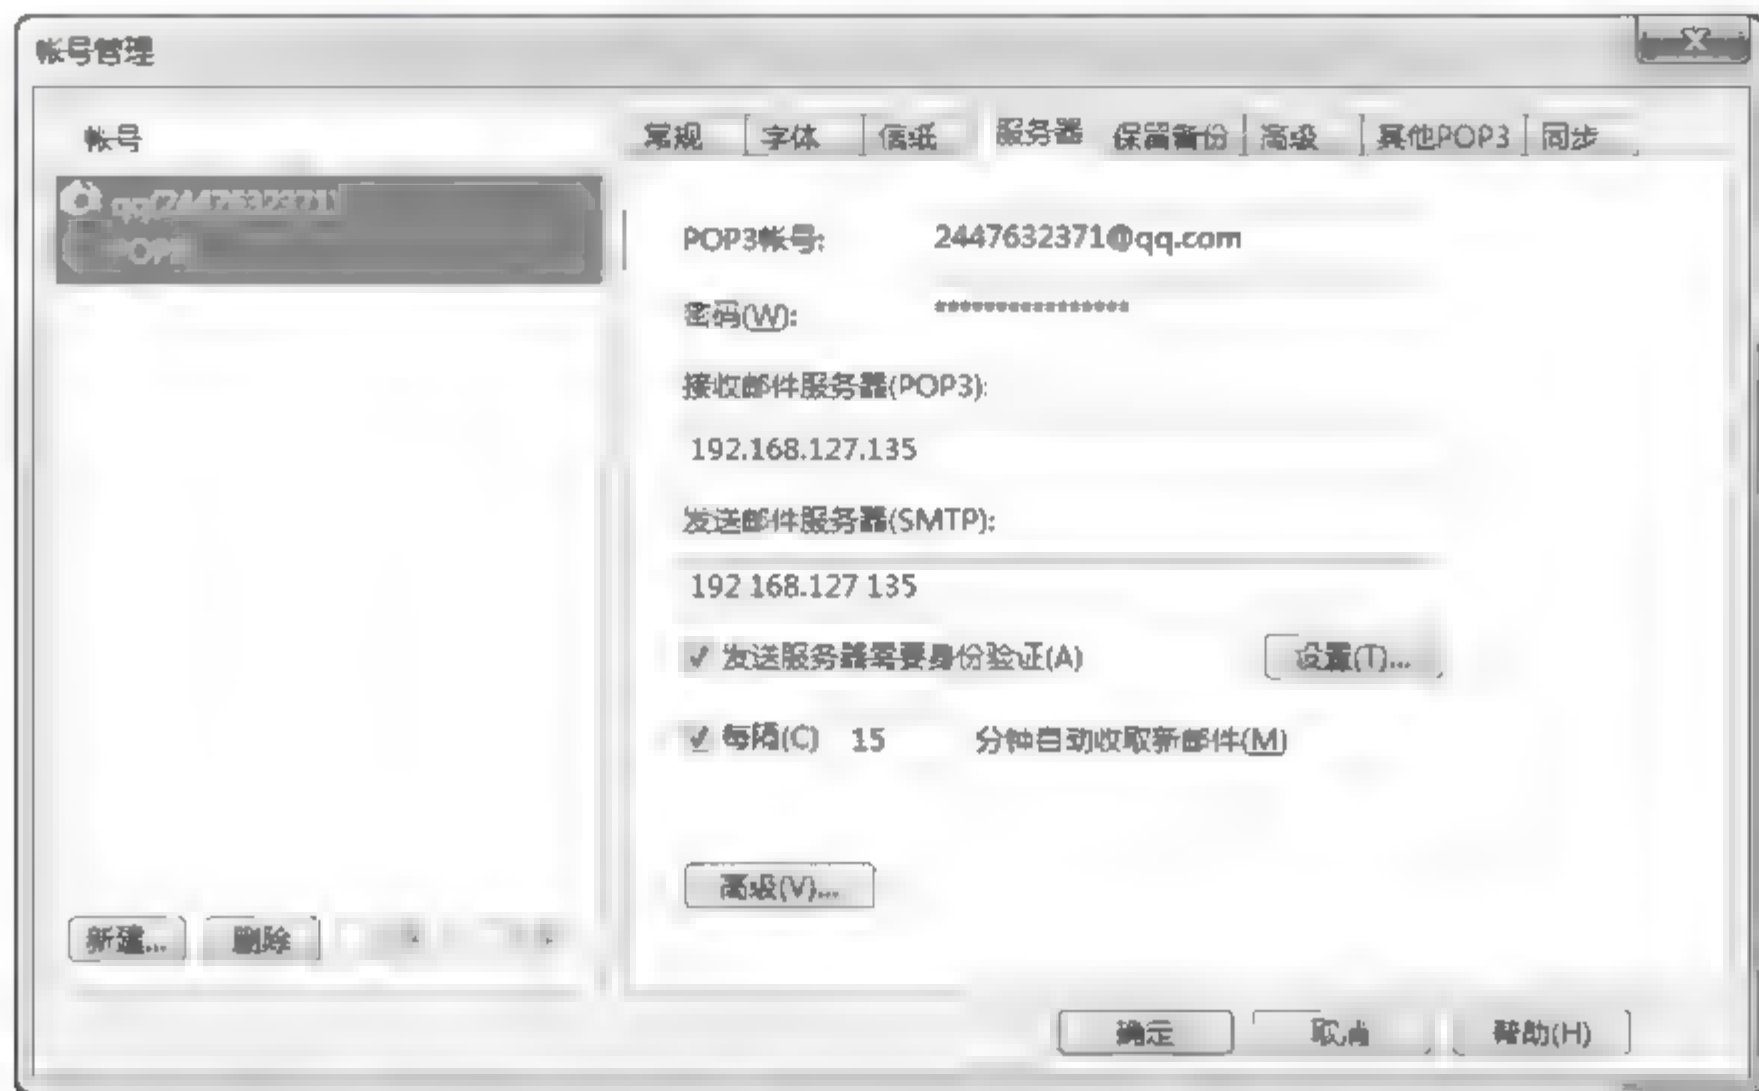 帐号管理
帐号
常规 字体 信纸 服务器 保留备份 高级 其他POP3 同步
qq(2447632371)
POP3
POP3帐号: 2447632371@qq.com
密码(W): ****************
接收邮件服务器(POP3):
192.168.127.135
发送邮件服务器(SMTP):
192 168.127 135
✓ 发送服务器需要身份验证(A) 设置(T)...
✓ 每隔(C) 15 分钟自动收取新邮件(M)
高级(V)...
新建... 删除
确定 取消 帮助(H)